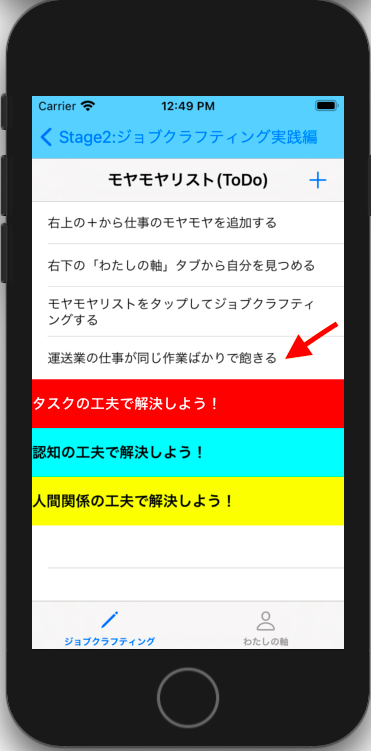 Carrier 12:49 PM
Stage2:ジョブクラフティング実践編
モヤモヤリスト(ToDo)
右上の＋から仕事のモヤモヤを追加する
右下の「わたしの軸」タブから自分を見つめる
モヤモヤリストをタップしてジョブクラフティ
ングする
運送業の仕事が同じ作業ばかりで飽きる
タスクの工夫で解決しよう！
認知の工夫で解決しよう！
人間関係の工夫で解決しよう！
ジョブクラフティング わたしの軸